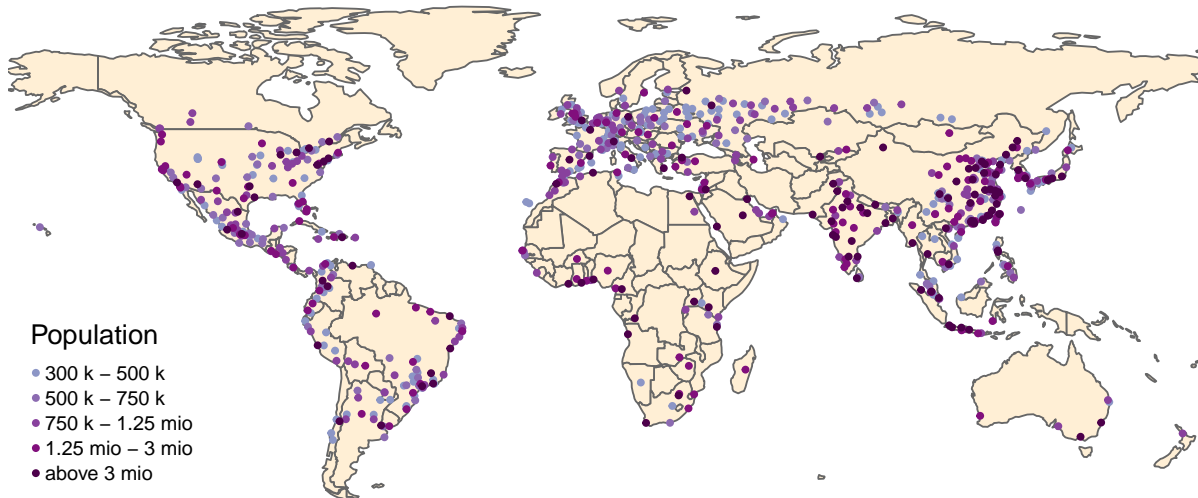 Population
300 k – 500 k
500 k – 750 k
750 k – 1.25 mio
1.25 mio – 3 mio
above 3 mio